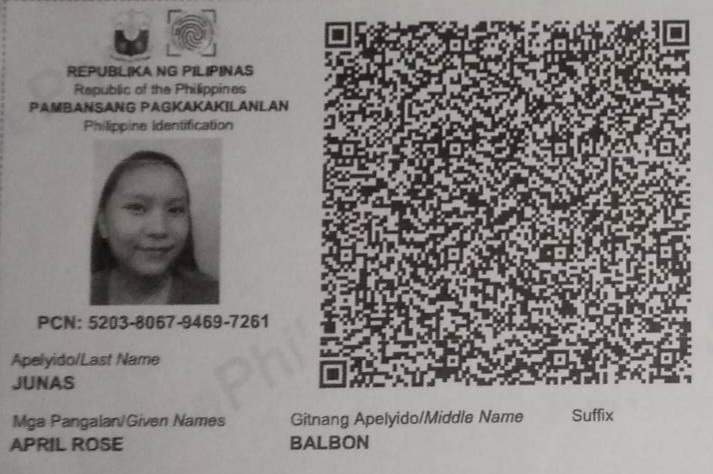 REPUBLIKA NG PILIPINAS
Republic of the Philippines
PAMBANSANG PAGKAKAKILANLAN
Philippine Identification
PCN: 5203-8067-9469-7261
Apelyido/Last Name
JUNAS
Mga Pangalan/Given Names
APRIL ROSE
Gitnang Apelyido/Middle Name
BALBON
Suffix